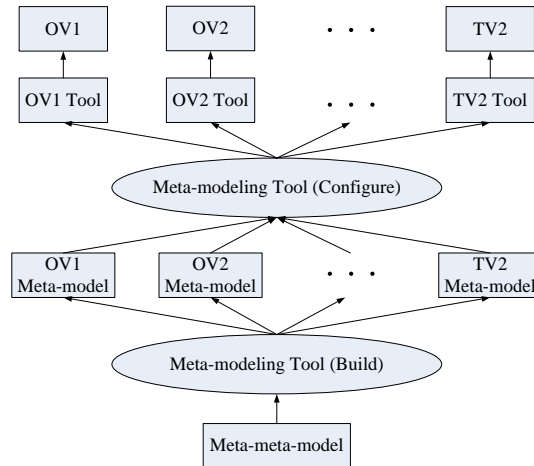 OV1
OV2
. . .
TV2
OV1 Tool
OV2 Tool
. . .
TV2 Tool
Meta-modeling Tool (Configure)
OV1
Meta-model
OV2
Meta-model
. . .
TV2
Meta-model
Meta-modeling Tool (Build)
Meta-meta-model